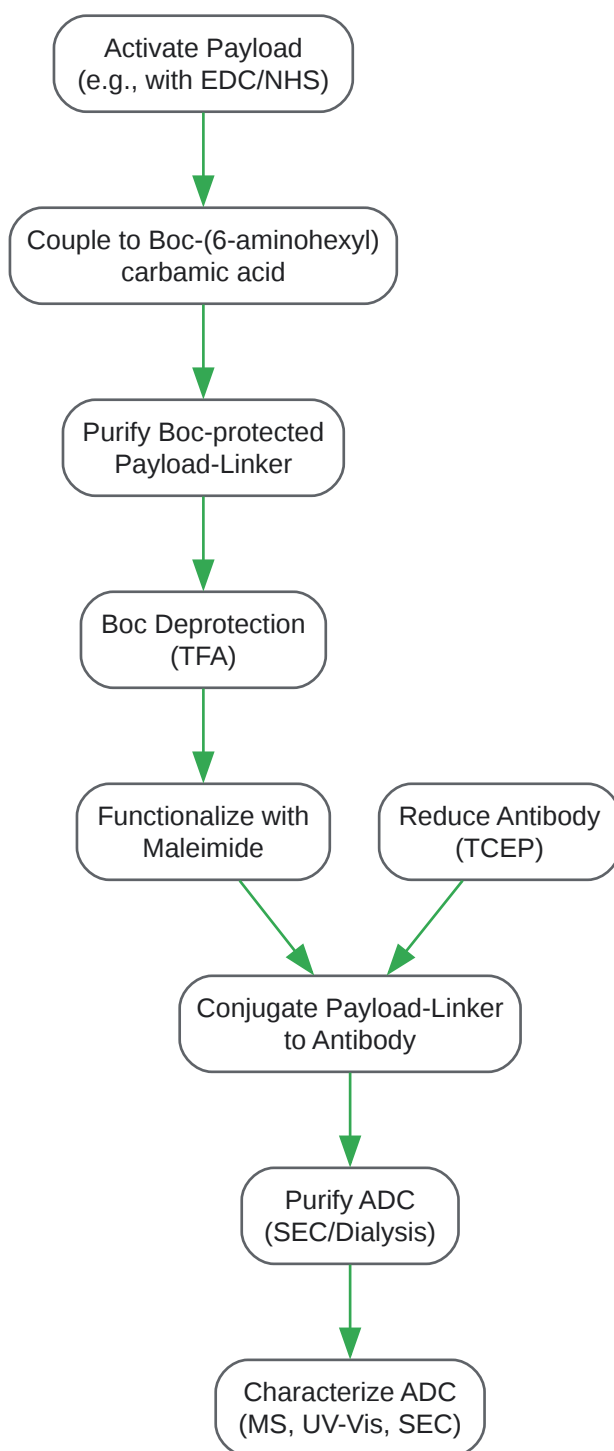 Activate Payload
(e.g., with EDC/NHS)
Couple to Boc-(6-aminohexyl)
carbamic acid
Purify Boc-protected
Payload-Linker
Boc Deprotection
(TFA)
Functionalize with
Maleimide
Reduce Antibody
(TCEP)
Conjugate Payload-Linker
to Antibody
Purify ADC
(SEC/Dialysis)
Characterize ADC
(MS, UV-Vis, SEC)